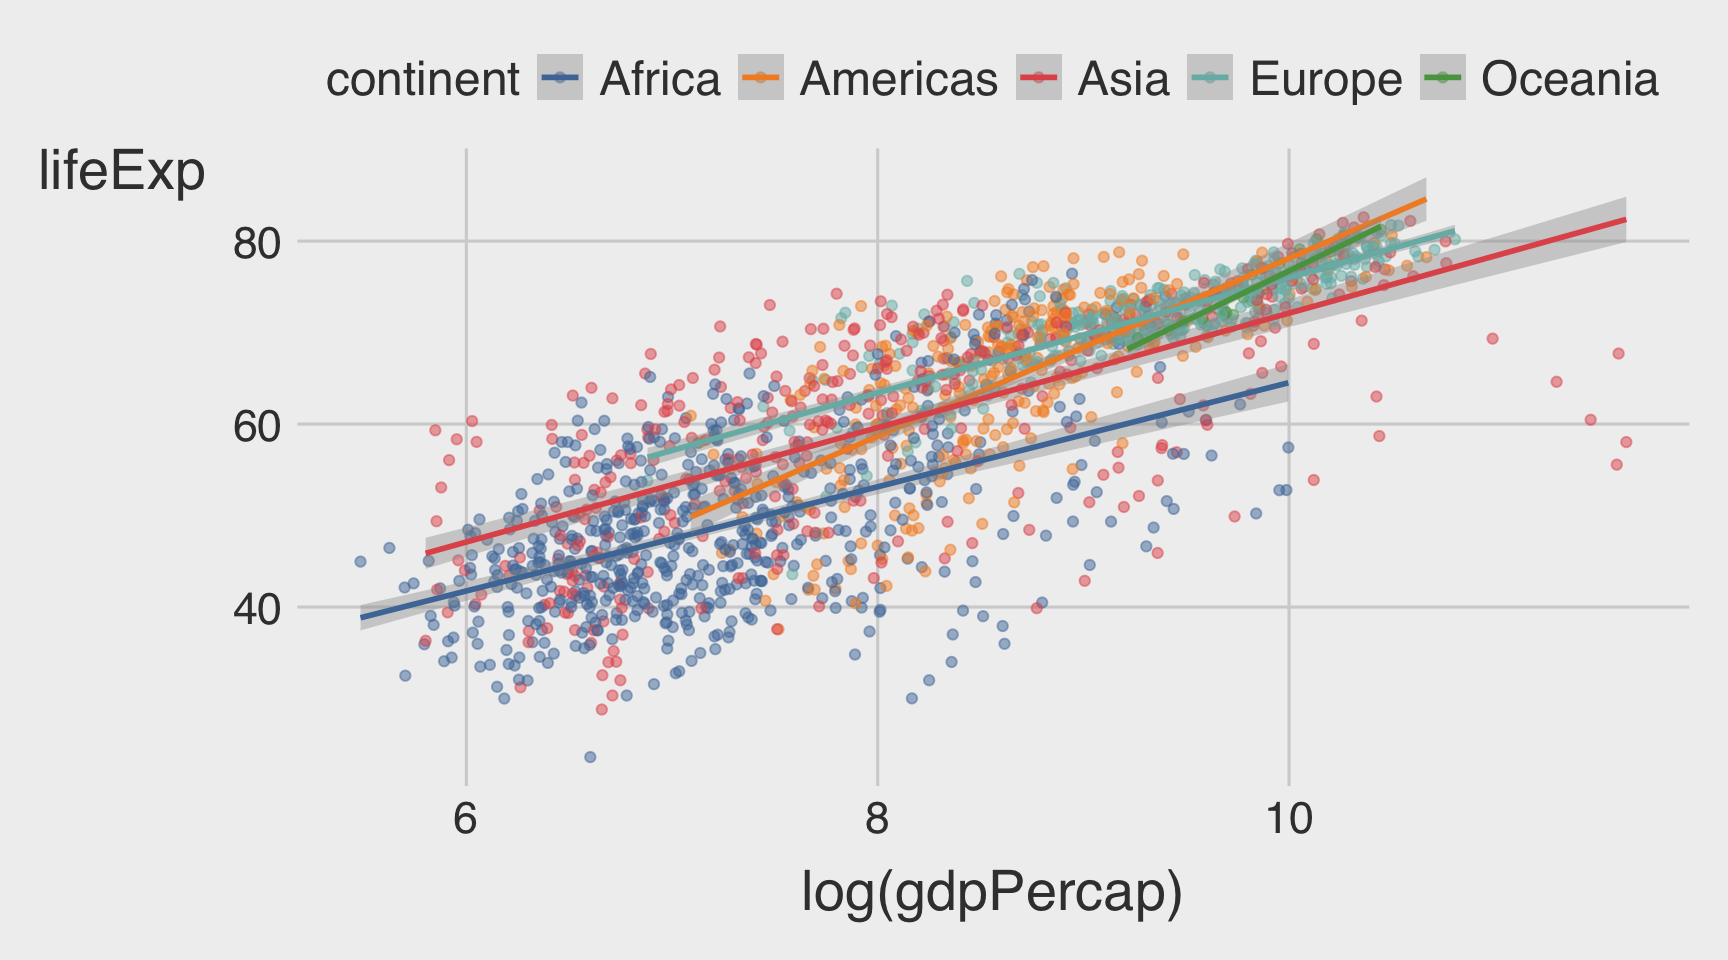 continent Africa Americas Asia Europe Oceania
lifeExp
80
60
40
6 8 10
log(gdpPercap)